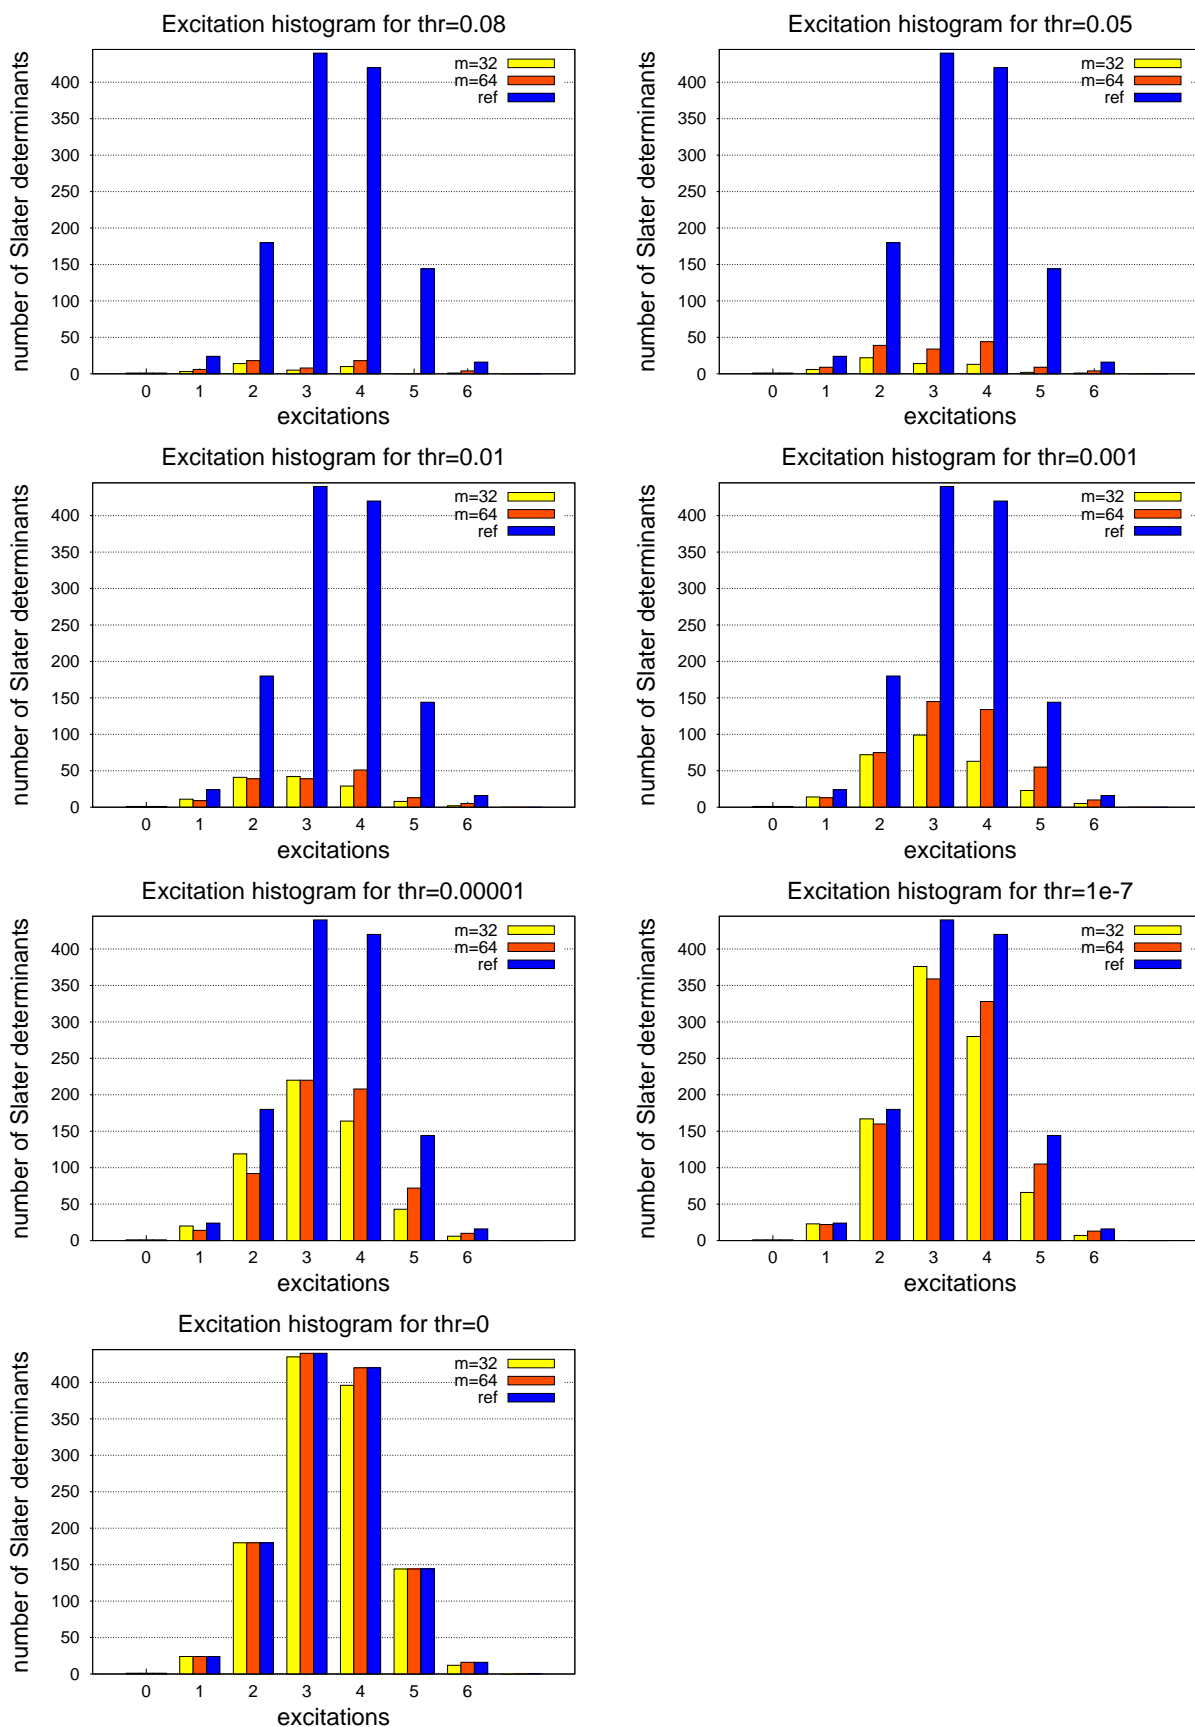 Excitation histogram for thr=0.08
number of Slater determinants
400
350
300
250
200
150
100
50
0
m=32
m=64
ref
0 1 2 3 4 5 6
excitations
Excitation histogram for thr=0.05
number of Slater determinants
400
350
300
250
200
150
100
50
0
m=32
m=64
ref
0 1 2 3 4 5 6
excitations
Excitation histogram for thr=0.01
number of Slater determinants
400
350
300
250
200
150
100
50
0
m=32
m=64
ref
0 1 2 3 4 5 6
excitations
Excitation histogram for thr=0.001
number of Slater determinants
400
350
300
250
200
150
100
50
0
m=32
m=64
ref
0 1 2 3 4 5 6
excitations
Excitation histogram for thr=0.00001
number of Slater determinants
400
350
300
250
200
150
100
50
0
m=32
m=64
ref
0 1 2 3 4 5 6
excitations
Excitation histogram for thr=1e-7
number of Slater determinants
400
350
300
250
200
150
100
50
0
m=32
m=64
ref
0 1 2 3 4 5 6
excitations
Excitation histogram for thr=0
number of Slater determinants
400
350
300
250
200
150
100
50
0
m=32
m=64
ref
0 1 2 3 4 5 6
excitations